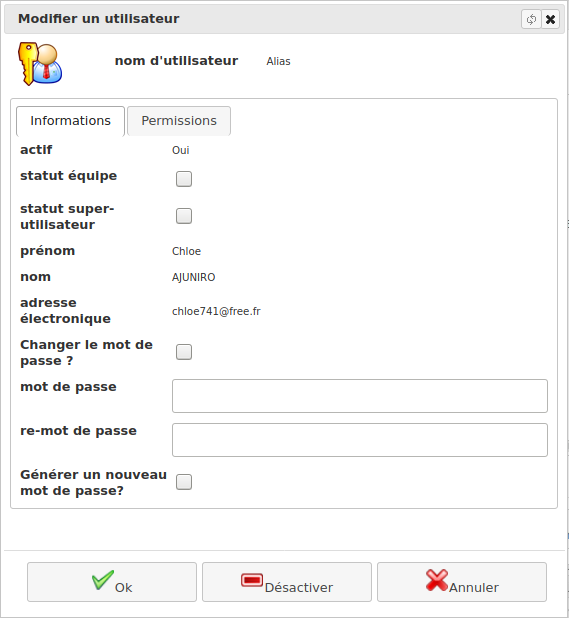 Modifier un utilisateur
nom d'utilisateur Alias
Informations Permissions
actif Oui
statut équipe
statut super-
utilisateur
prénom Chloe
nom AJUNIRO
adresse
électronique chloe741@free.fr
Changer le mot de
passe ?
mot de passe
re-mot de passe
Générer un nouveau
mot de passe?
Ok Désactiver Annuler